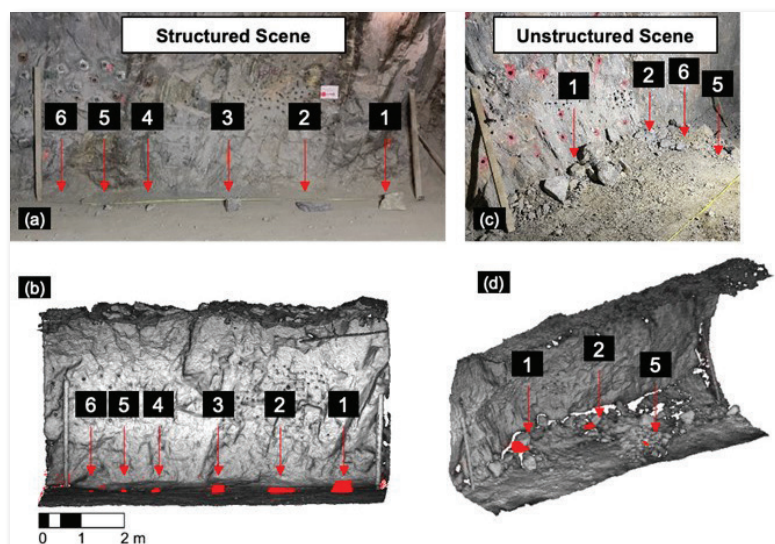 Structured Scene
Unstructured Scene
6 5 4 3 2 1
1 2 6 5
(a)
(c)
(b)
(d)
6 5 4 3 2 1
1 2 5
0 1 2 m